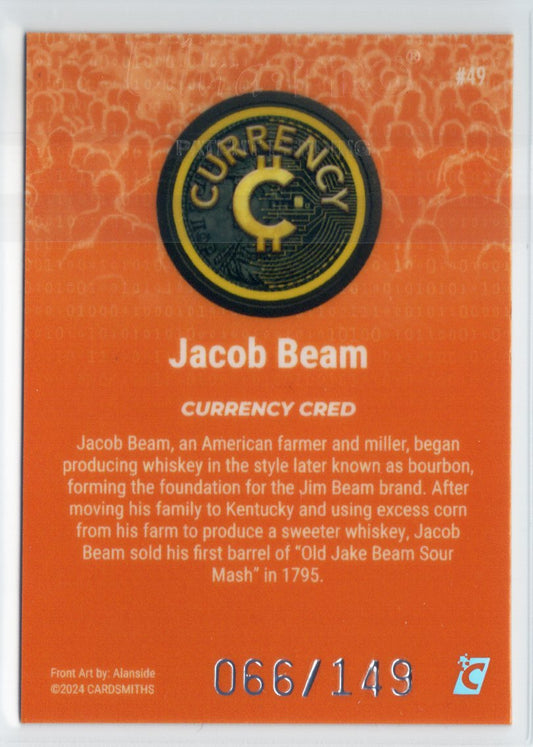 #49
CURRENCY
Jacob Beam
CURRENCY CRED
Jacob Beam, an American farmer and miller, began
producing whiskey in the style later known as bourbon,
forming the foundation for the Jim Beam brand. After
moving his family to Kentucky and using excess corn
from his farm to produce a sweeter whiskey, Jacob
Beam sold his first barrel of “Old Jake Beam Sour
Mash” in 1795.
Front Art by: Alanside
©2024 CARDSMITHS
066/149
C